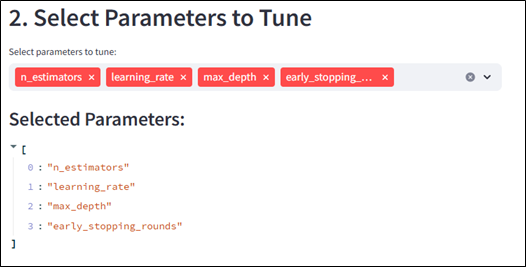 2. Select Parameters to Tune
Select parameters to tune:
n_estimators × learning_rate × max_depth × early_stopping_... ×
Selected Parameters:
[
0 : "n_estimators"
1 : "learning_rate"
2 : "max_depth"
3 : "early_stopping_rounds"
]